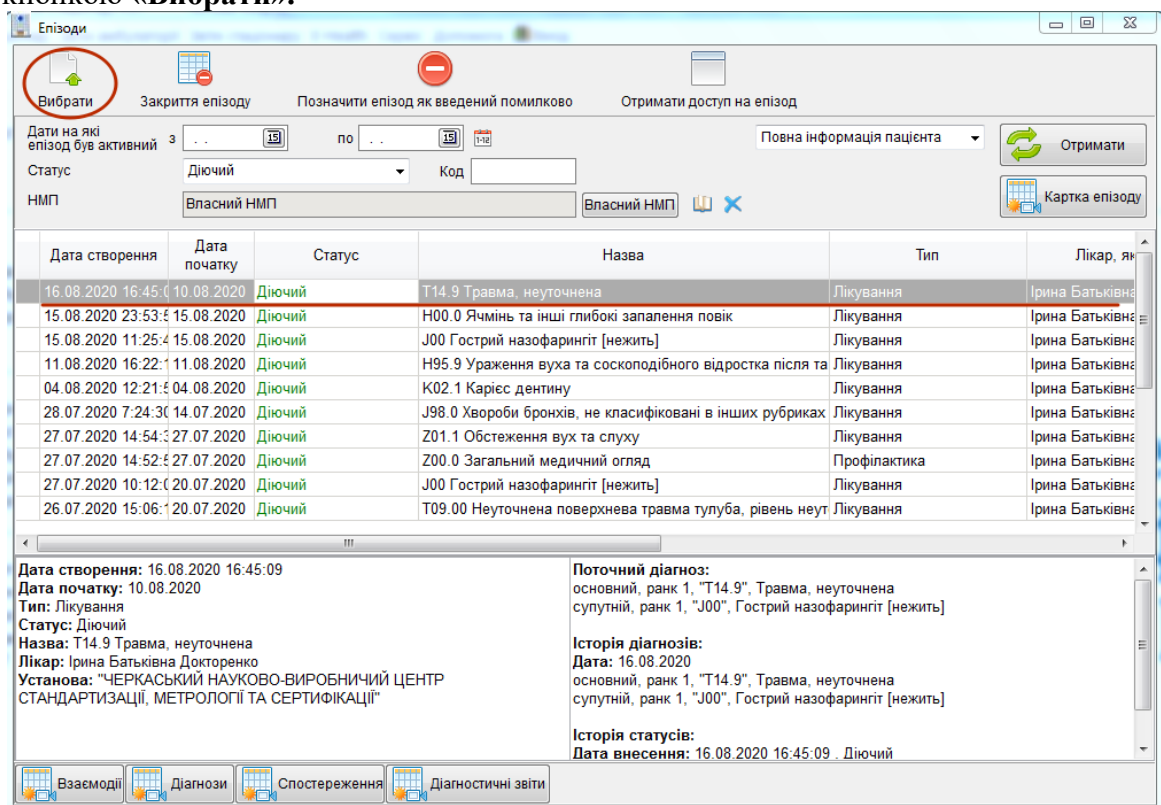 «Вибрати».
Епізоди
Вибрати Закриття епізоду Позначити епізод як введений помилково Отримати доступ на епізод
Дати на які епізод був активний з . . 15 по . . 15 1-12 Повна інформація пацієнта Отримати
Статус Діючий Код
НМП Власний НМП Власний НМП Картка епізоду
Дата створення Дата початку Статус Назва Тип Лікар, як
16.08.2020 16:45:0 10.08.2020 Діючий T14.9 Травма, неуточнена Лікування Ірина Батьківна
15.08.2020 23:53:5 15.08.2020 Діючий H00.0 Ячмінь та інші глибокі запалення повік Лікування Ірина Батьківна
15.08.2020 11:25:4 15.08.2020 Діючий J00 Гострий назофарингіт [нежить] Лікування Ірина Батьківна
11.08.2020 16:22:1 11.08.2020 Діючий H95.9 Ураження вуха та соскоподібного відростка після та Лікування Ірина Батьківна
04.08.2020 12:21:5 04.08.2020 Діючий K02.1 Карієс дентину Лікування Ірина Батьківна
28.07.2020 7:24:30 14.07.2020 Діючий J98.0 Хвороби бронхів, не класифіковані в інших рубриках Лікування Ірина Батьківна
27.07.2020 14:54:3 27.07.2020 Діючий Z01.1 Обстеження вух та слуху Лікування Ірина Батьківна
27.07.2020 14:52:5 27.07.2020 Діючий Z00.0 Загальний медичний огляд Профілактика Ірина Батьківна
27.07.2020 10:12:0 20.07.2020 Діючий J00 Гострий назофарингіт [нежить] Лікування Ірина Батьківна
26.07.2020 15:06:1 20.07.2020 Діючий T09.00 Неуточнена поверхнева травма тулуба, рівень неут Лікування Ірина Батьківна
Дата створення: 16.08.2020 16:45:09
Дата початку: 10.08.2020
Тип: Лікування
Статус: Діючий
Назва: T14.9 Травма, неуточнена
Лікар: Ірина Батьківна Докторенко
Установа: "ЧЕРКАСЬКИЙ НАУКОВО-ВИРОБНИЧИЙ ЦЕНТР
СТАНДАРТИЗАЦІЇ, МЕТРОЛОГІЇ ТА СЕРТИФІКАЦІЇ"
Поточний діагноз:
основний, ранк 1, "T14.9", Травма, неуточнена
супутній, ранк 1, "J00", Гострий назофарингіт [нежить]
Історія діагнозів:
Дата: 16.08.2020
основний, ранк 1, "T14.9", Травма, неуточнена
супутній, ранк 1, "J00", Гострий назофарингіт [нежить]
Історія статусів:
Дата внесення: 16.08.2020 16:45:09 . Діючий
Взаємодії Діагнози Спостереження Діагностичні звіти